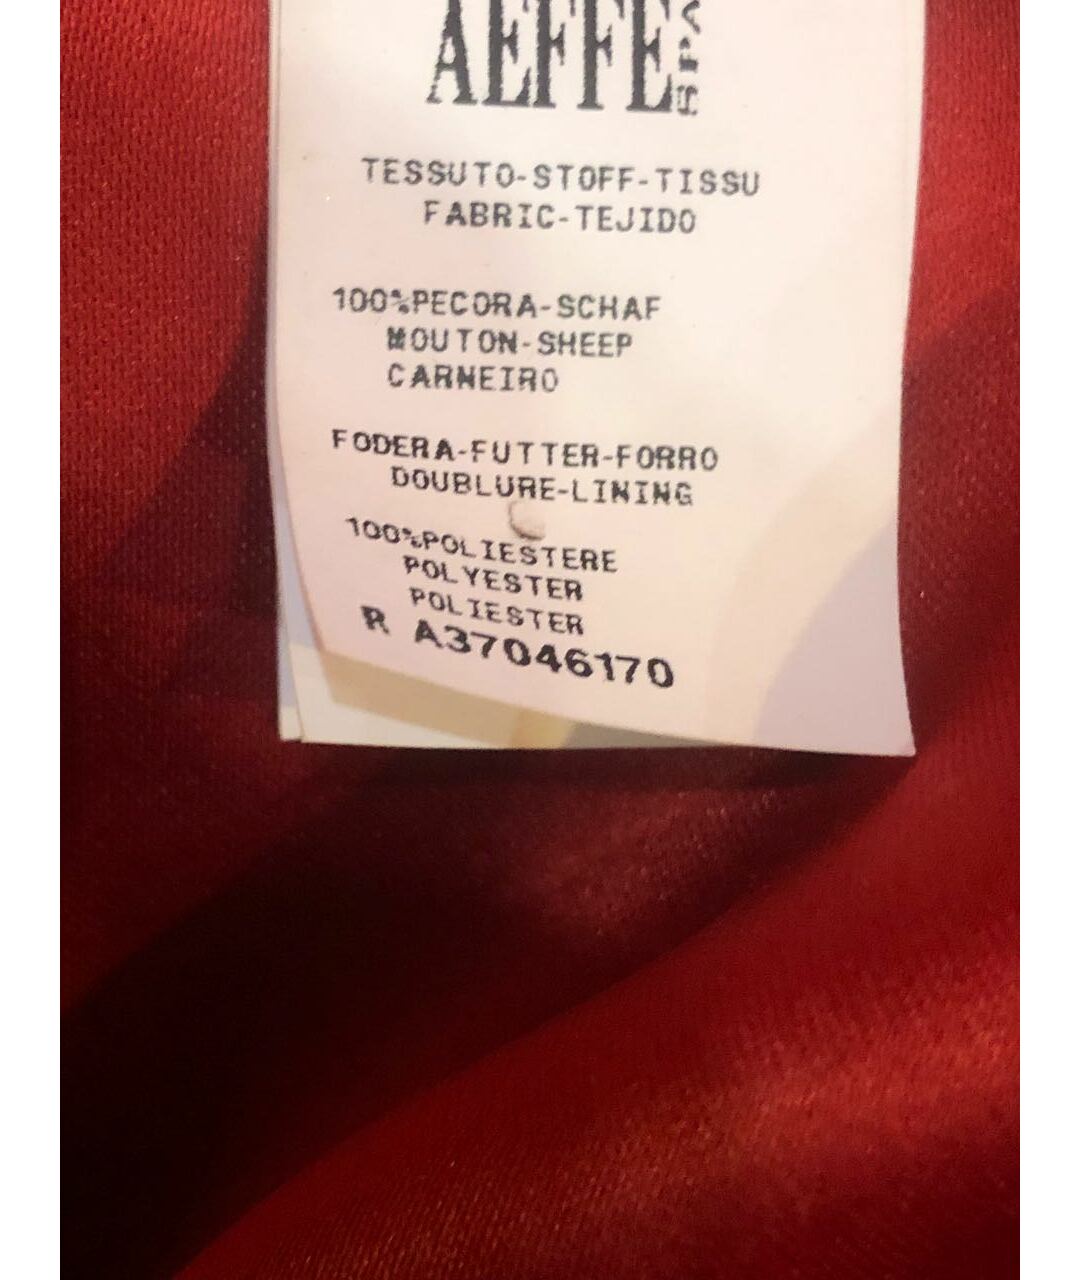 AEFFE SPA
TESSUTO-STOFF-TISSU
FABRIC-TEJIDO
100%PECORA-SCHAF
MOUTON-SHEEP
CARNEIRO
FODERA-FUTTER-FORRO
DOUBLURE-LINING
100%POLIESTERE
POLYESTER
POLIESTER
R A37046170